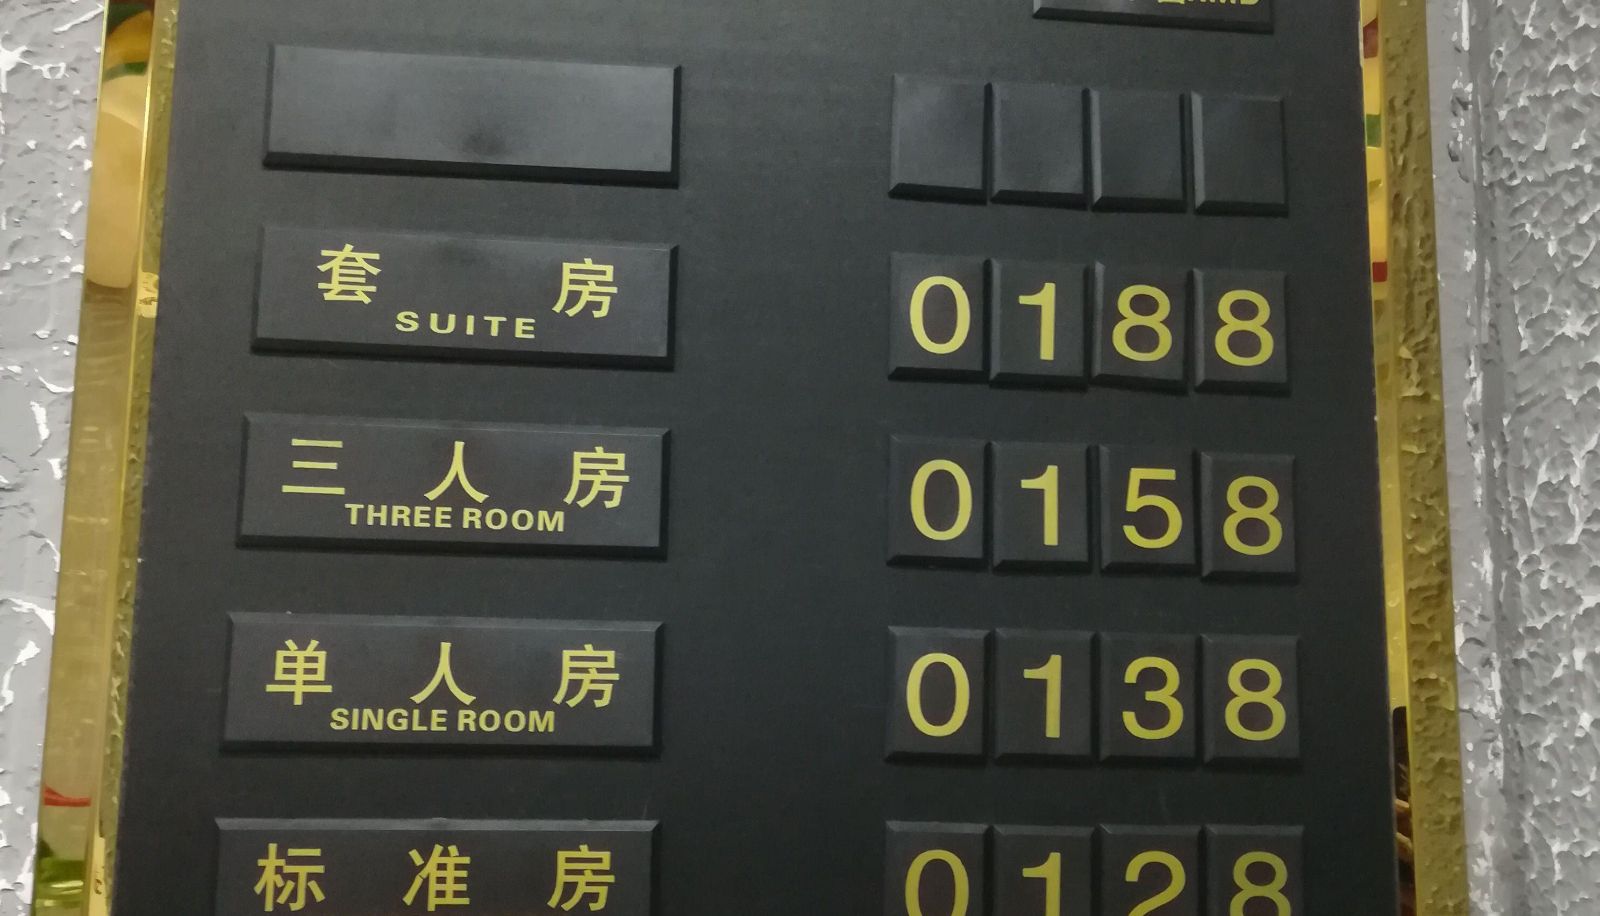 套 房 0188
SUITE
三 人 房 0158
THREE ROOM
单 人 房 0138
SINGLE ROOM
标 准 房 0128